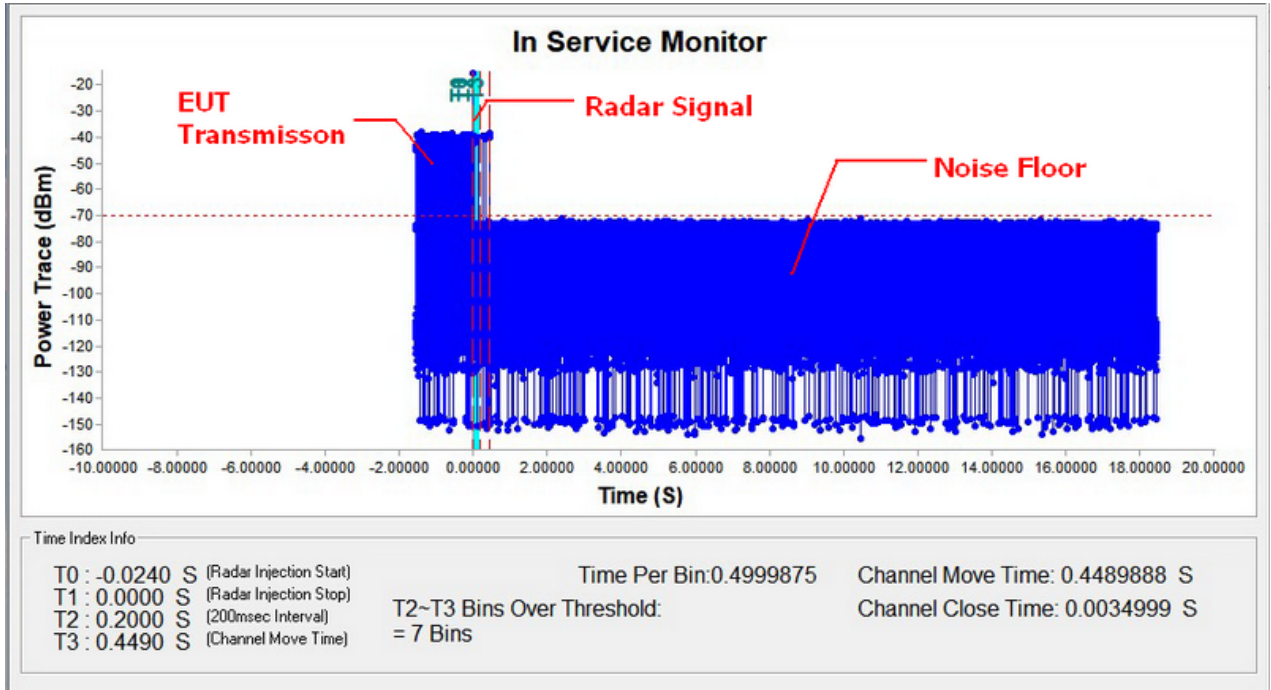 In Service Monitor
EUT
Transmisson
Radar Signal
Noise Floor
Power Trace (dBm)
-20
-30
-40
-50
-60
-70
-80
-90
-100
-110
-120
-130
-140
-150
-160
-10.00000 -8.00000 -6.00000 -4.00000 -2.00000 0.00000 2.00000 4.00000 6.00000 8.00000 10.00000 12.00000 14.00000 16.00000 18.00000 20.00000
Time (S)
Time Index Info
T0 : -0.0240 S (Radar Injection Start)
T1 : 0.0000 S (Radar Injection Stop)
T2 : 0.2000 S (200msec Interval)
T3 : 0.4490 S (Channel Move Time)
Time Per Bin:0.4999875
T2~T3 Bins Over Threshold:
= 7 Bins
Channel Move Time: 0.4489888 S
Channel Close Time: 0.0034999 S